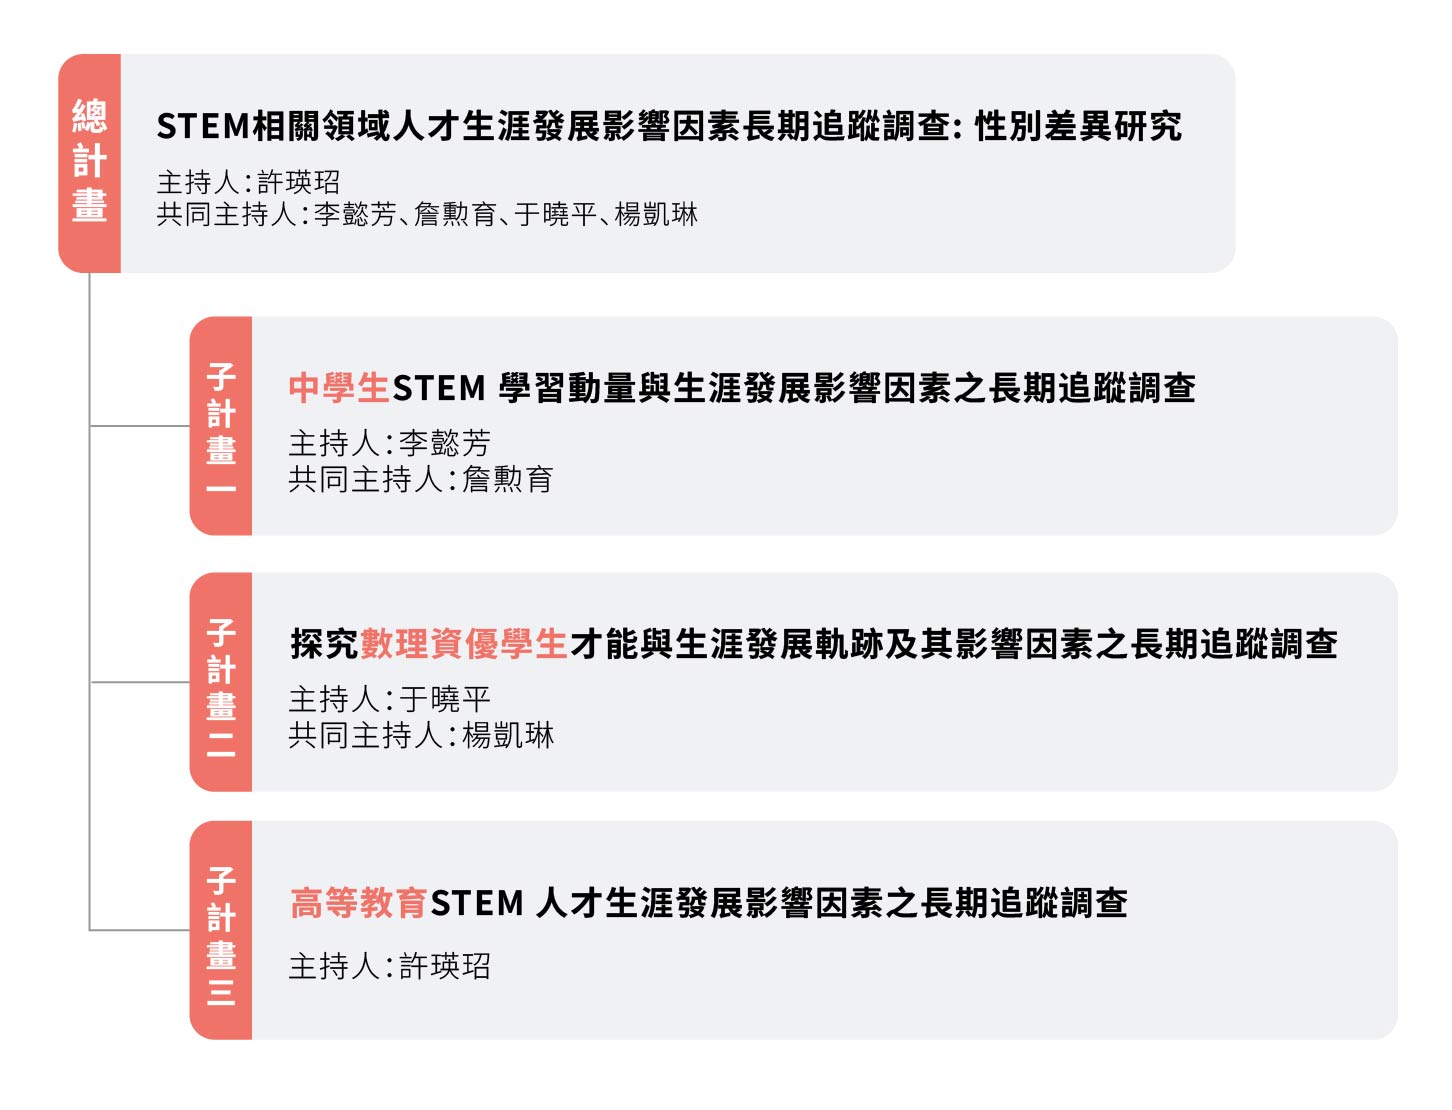 總計畫
STEM相關領域人才生涯發展影響因素長期追蹤調查: 性別差異研究
主持人：許瑛玿
共同主持人：李懿芳、詹勳育、于曉平、楊凱琳
子計畫一
中學生STEM 學習動量與生涯發展影響因素之長期追蹤調查
主持人：李懿芳
共同主持人：詹勳育
子計畫二
探究數理資優學生才能與生涯發展軌跡及其影響因素之長期追蹤調查
主持人：于曉平
共同主持人：楊凱琳
子計畫三
高等教育STEM 人才生涯發展影響因素之長期追蹤調查
主持人：許瑛玿